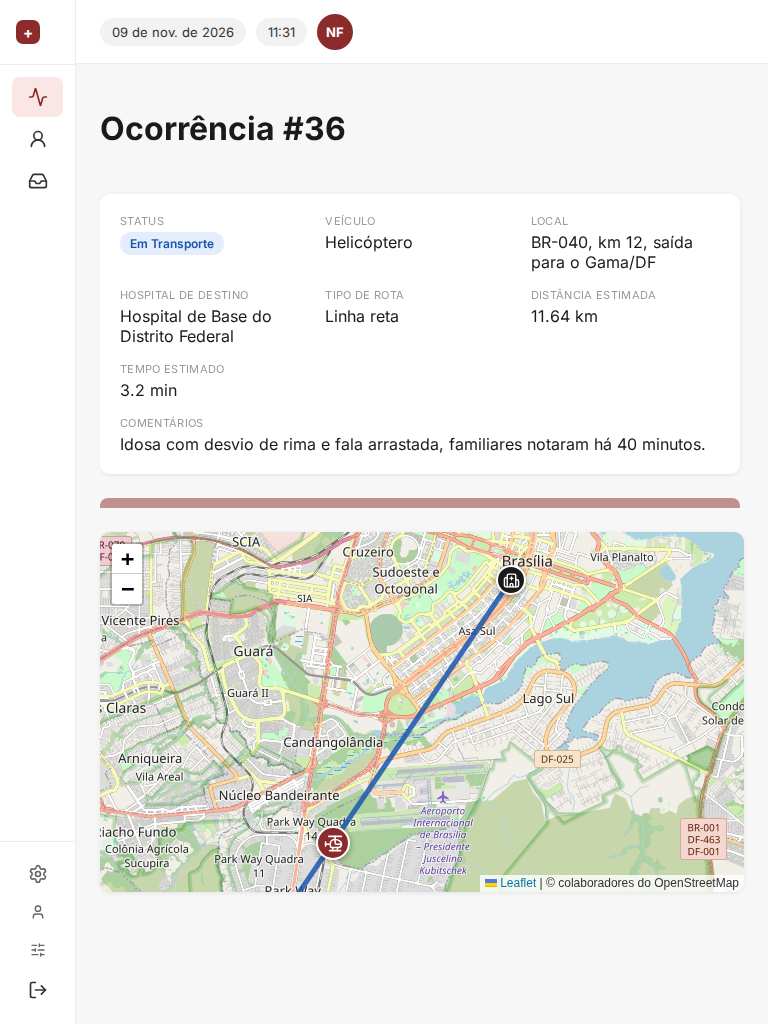 09 de nov. de 2026
11:31
NF
Ocorrência #36
STATUS
Em Transporte
VEÍCULO
Helicóptero
LOCAL
BR-040, km 12, saída
para o Gama/DF
HOSPITAL DE DESTINO
Hospital de Base do
Distrito Federal
TIPO DE ROTA
Linha reta
DISTÂNCIA ESTIMADA
11.64 km
TEMPO ESTIMADO
3.2 min
COMENTÁRIOS
Idosa com desvio de rima e fala arrastada, familiares notaram há 40 minutos.
+
−
SCIA
Cruzeiro
Brasília
Vila Planalto
Sudoeste e
Octogonal
SIA
Vicente Pires
Asa Sul
Guará
Guará II
Lago Sul
s Claras
Condo
Solar de
Candangolândia
Arniqueira
Vila Areal
DF-025
Núcleo Bandeirante
Aeroporto
Internacional
de Brasília
– Presidente
Juscelino
Kubitschek
Park Way Quadra
14
iacho Fundo
Colônia Agrícola
Sucupira
Park Way Quadra
11
BR-001
DF-463
DF-001
Park Way
Leaflet | © colaboradores do OpenStreetMap